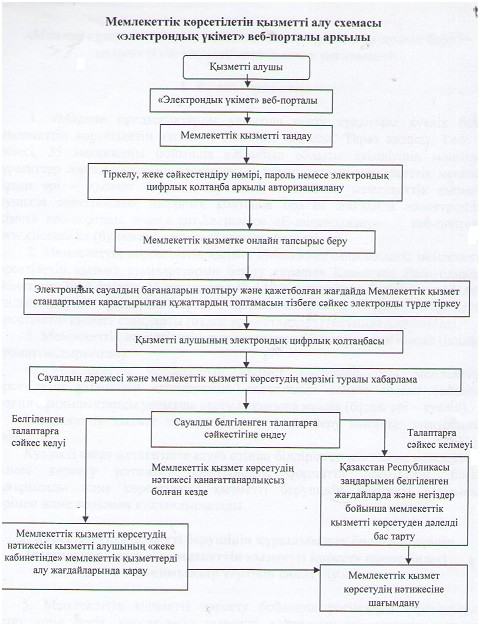 Мемлекеттік көрсетілетін қызметті алу схемасы
«электрондық үкімет» веб-порталы арқылы
Қызметті алушы
«Электрондық үкімет» веб-порталы
Мемлекеттік қызметті таңдау
Тіркелу, жеке сәйкестендіру нөмірі, пароль немесе электрондық
цифрлық қолтаңба арқылы авторизациялану
Мемлекеттік қызметке онлайн тапсырыс беру
Электрондық сауалдың бағаналарын толтыру және қажетболған жағдайда Мемлекеттік қызмет
стандартымен қарастырылған құжаттардың топтамасын тізбеге сәйкес электронды түрде тіркеу
Қызметті алушының электрондық цифрлық қолтаңбасы
Сауалдың дәрежесі және мемлекеттік қызметті көрсетудің мерзімі туралы хабарлама
Белгіленген
талаптарға
сәйкес келуі
Сауалды белгіленген талаптарға
сәйкестігіне өңдеу
Талаптарға
сәйкес келмеуі
Мемлекеттік қызмет көрсетудің
нәтижесі қанағаттанарлықсыз
болған кезде
Қазақстан Республикасы
заңдарымен белгіленген
жағдайларда және негіздер
бойынша мемлекеттік
қызметті көрсетуден дәлелді
бас тарту
Мемлекеттік қызметті көрсетудің
нәтижесін қызметті алушының «жеке
кабинетінде» мемлекеттік қызметтерді
алу жағдайларында қарау
Мемлекеттік қызмет
көрсетудің нәтижесіне
шағымдану